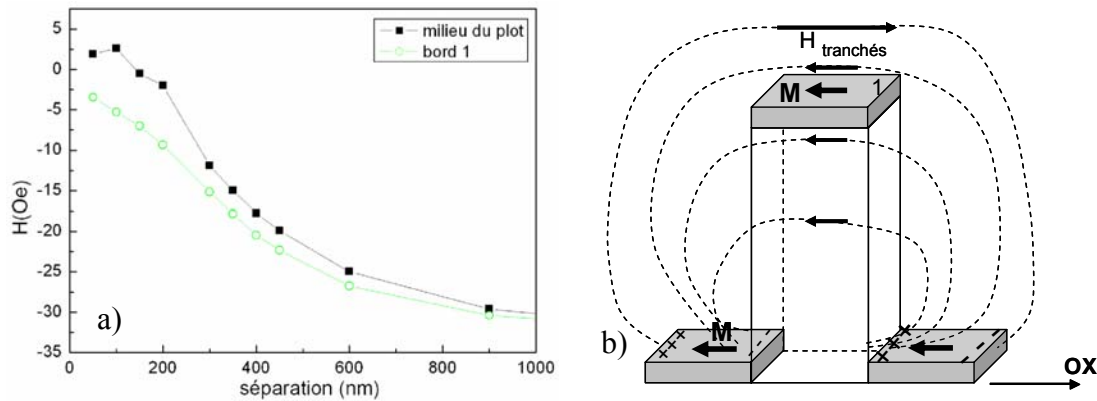 milieu du plot
bord 1
5
0
-5
-10
-15
-20
-25
-30
-35
H(Oe)
0 200 400 600 800 1000
séparation (nm)
a)
H tranchés
M
1
M
b)
ox